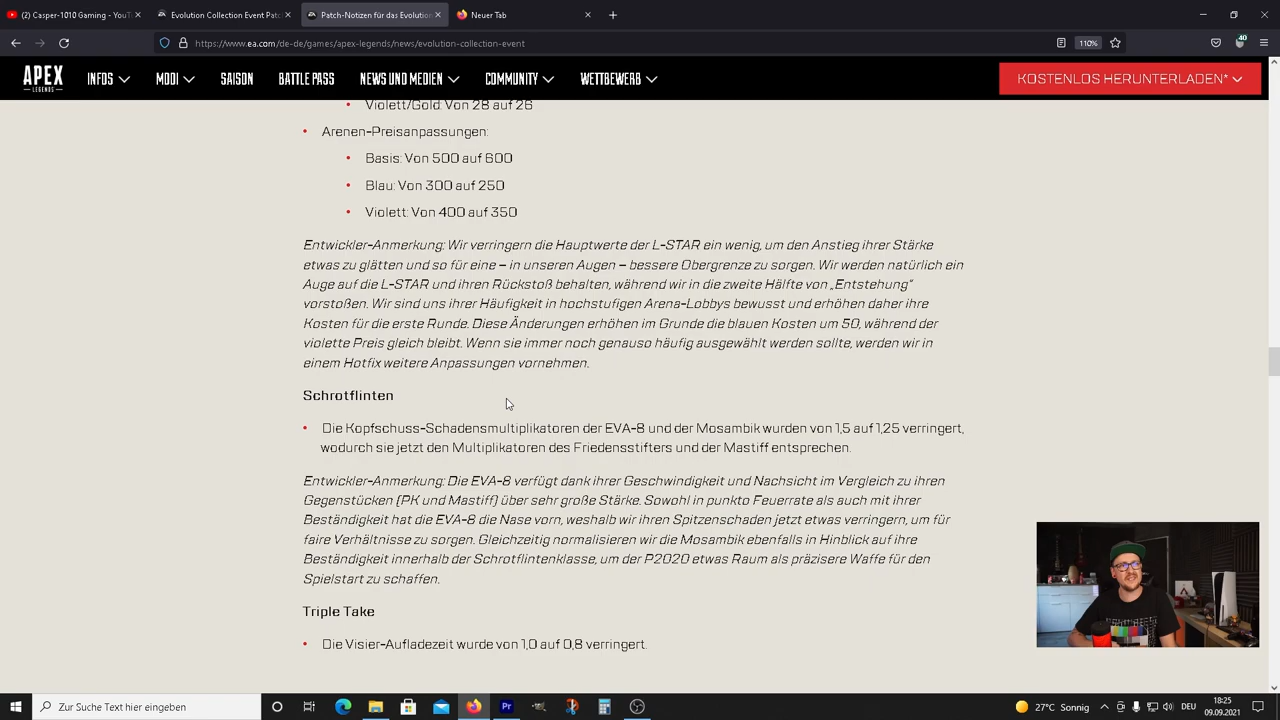 (2) Casper-1010 Gaming - YouT
Evolution Collection Event Patch
Patch-Notizen für das Evolution
Neuer Tab
https://www.ea.com/de-de/games/apex-legends/news/evolution-collection-event
110%
40
APEX
LEGENDS
INFOS
MODI
SAISON
BATTLE PASS
NEWS UND MEDIEN
COMMUNITY
WETTBEWERB
KOSTENLOS HERUNTERLADEN*
• Violett/Gold: Von 28 auf 26
• Arenen-Preisanpassungen:
• Basis: Von 500 auf 600
• Blau: Von 300 auf 250
• Violett: Von 400 auf 350
Entwickler-Anmerkung: Wir verringern die Hauptwerte der L-STAR ein wenig, um den Anstieg ihrer Stärke
etwas zu glätten und so für eine – in unseren Augen – bessere Obergrenze zu sorgen. Wir werden natürlich ein
Auge auf die L-STAR und ihren Rückstoß behalten, während wir in die zweite Hälfte von „Entstehung“
vorstoßen. Wir sind uns ihrer Häufigkeit in hochstufigen Arena-Lobbys bewusst und erhöhen daher ihre
Kosten für die erste Runde. Diese Änderungen erhöhen im Grunde die blauen Kosten um 50, während der
violette Preis gleich bleibt. Wenn sie immer noch genauso häufig ausgewählt werden sollte, werden wir in
einem Hotfix weitere Anpassungen vornehmen.
Schrotflinten
• Die Kopfschuss-Schadensmultiplikatoren der EVA-8 und der Mosambik wurden von 1,5 auf 1,25 verringert,
wodurch sie jetzt den Multiplikatoren des Friedensstifters und der Mastiff entsprechen.
Entwickler-Anmerkung: Die EVA-8 verfügt dank ihrer Geschwindigkeit und Nachsicht im Vergleich zu ihren
Gegenstücken (PK und Mastiff) über sehr große Stärke. Sowohl in punkto Feuerrate als auch mit ihrer
Beständigkeit hat die EVA-8 die Nase vorn, weshalb wir ihren Spitzenschaden jetzt etwas verringern, um für
faire Verhältnisse zu sorgen. Gleichzeitig normalisieren wir die Mosambik ebenfalls in Hinblick auf ihre
Beständigkeit innerhalb der Schrotflintenklasse, um der P2020 etwas Raum als präzisere Waffe für den
Spielstart zu schaffen.
Triple Take
• Die Visier-Aufladezeit wurde von 1,0 auf 0,8 verringert.
Zur Suche Text hier eingeben
Pr
27°C Sonnig
DEU
18:25
09.09.2021